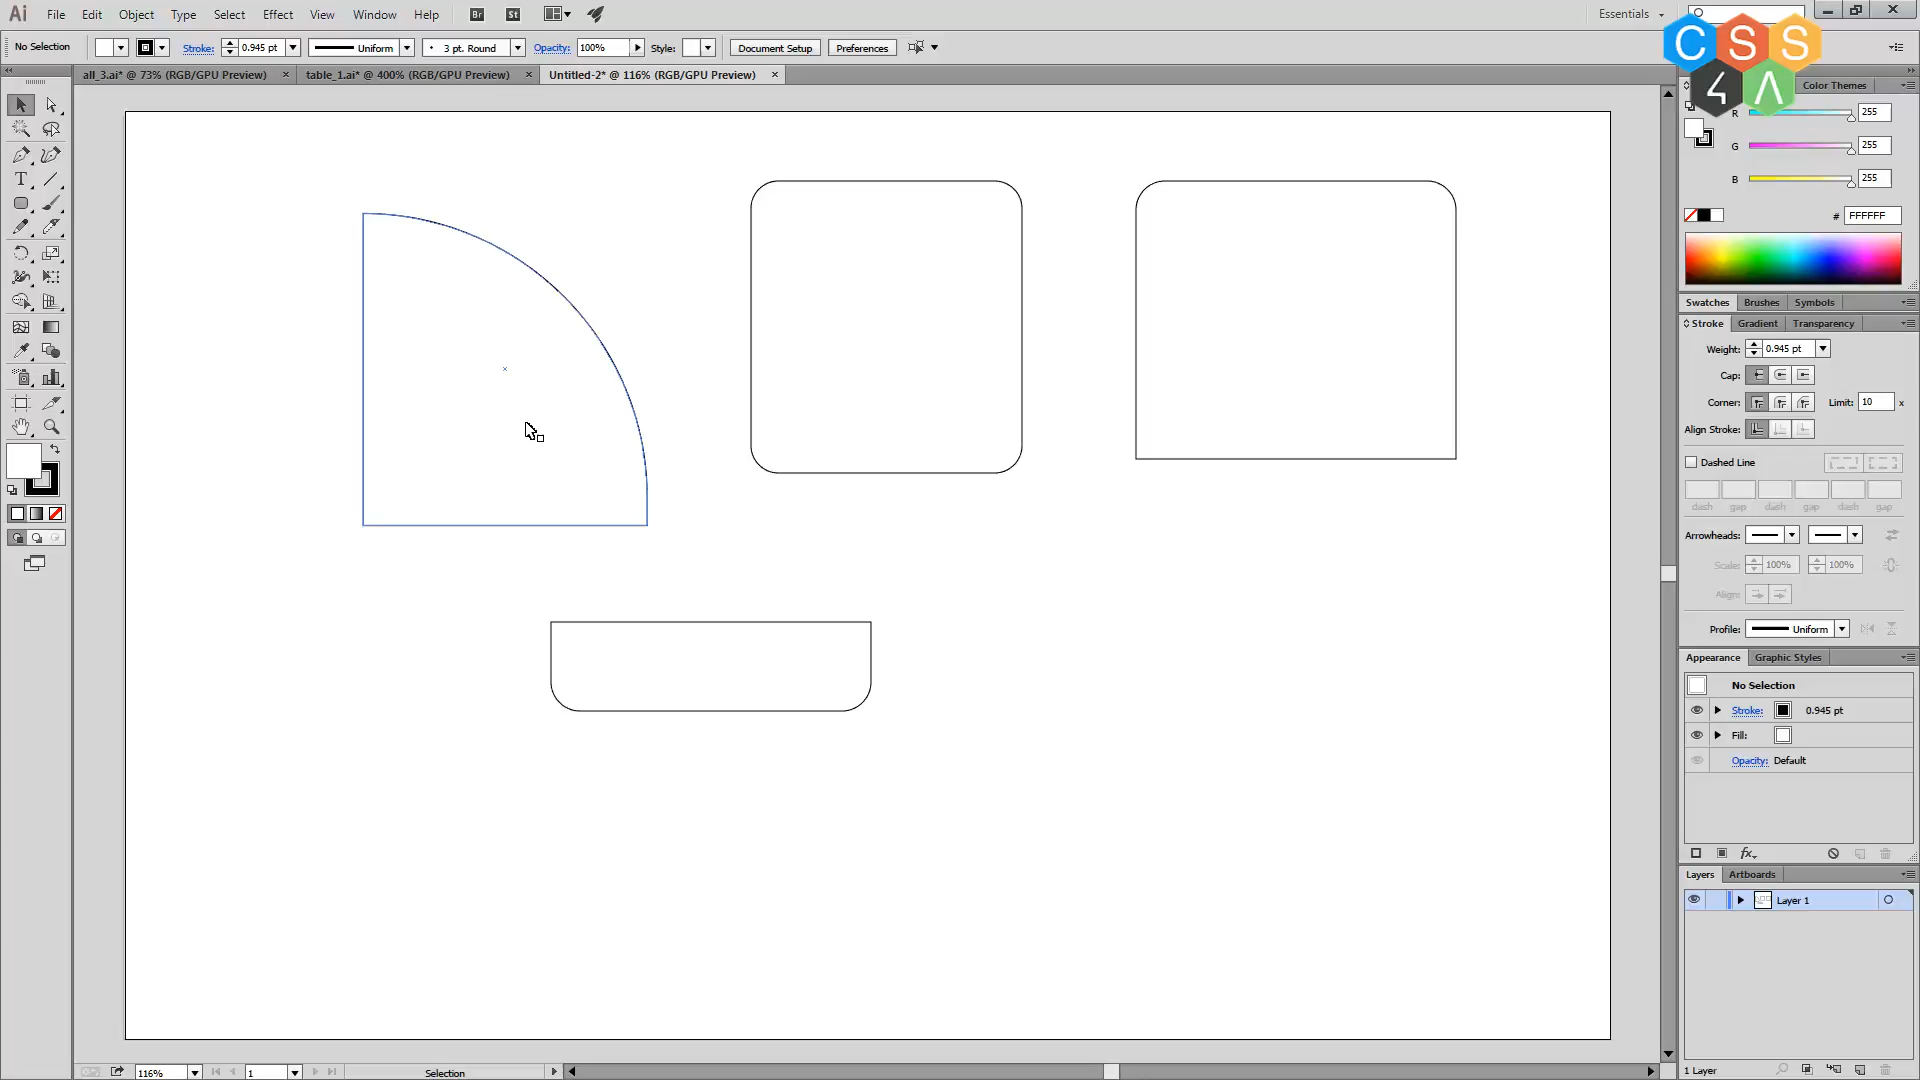 Ai File Edit Object Type Select Effect View Window Help Br St Essentials
No Selection Stroke: 0.945 pt Uniform 3 pt. Round Opacity: 100% Style: Document Setup Preferences
CSS
4
all_3.ai* @ 73% (RGB/GPU Preview) × table_1.ai* @ 400% (RGB/GPU Preview) × Untitled-2* @ 116% (RGB/GPU Preview) ×
Color Themes
R 255
G 255
B 255
# FFFFFF
Swatches Brushes Symbols
Stroke Gradient Transparency
Weight: 0.945 pt
Cap:
Corner: Limit: 10 x
Align Stroke:
Dashed Line
dash gap dash gap dash gap
Arrowheads:
Scale: 100% 100%
Align:
Profile: Uniform
Appearance Graphic Styles
No Selection
Stroke: 0.945 pt
Fill:
Opacity: Default
fx
Layers Artboards
Layer 1
1 Layer
116% 1 Selection